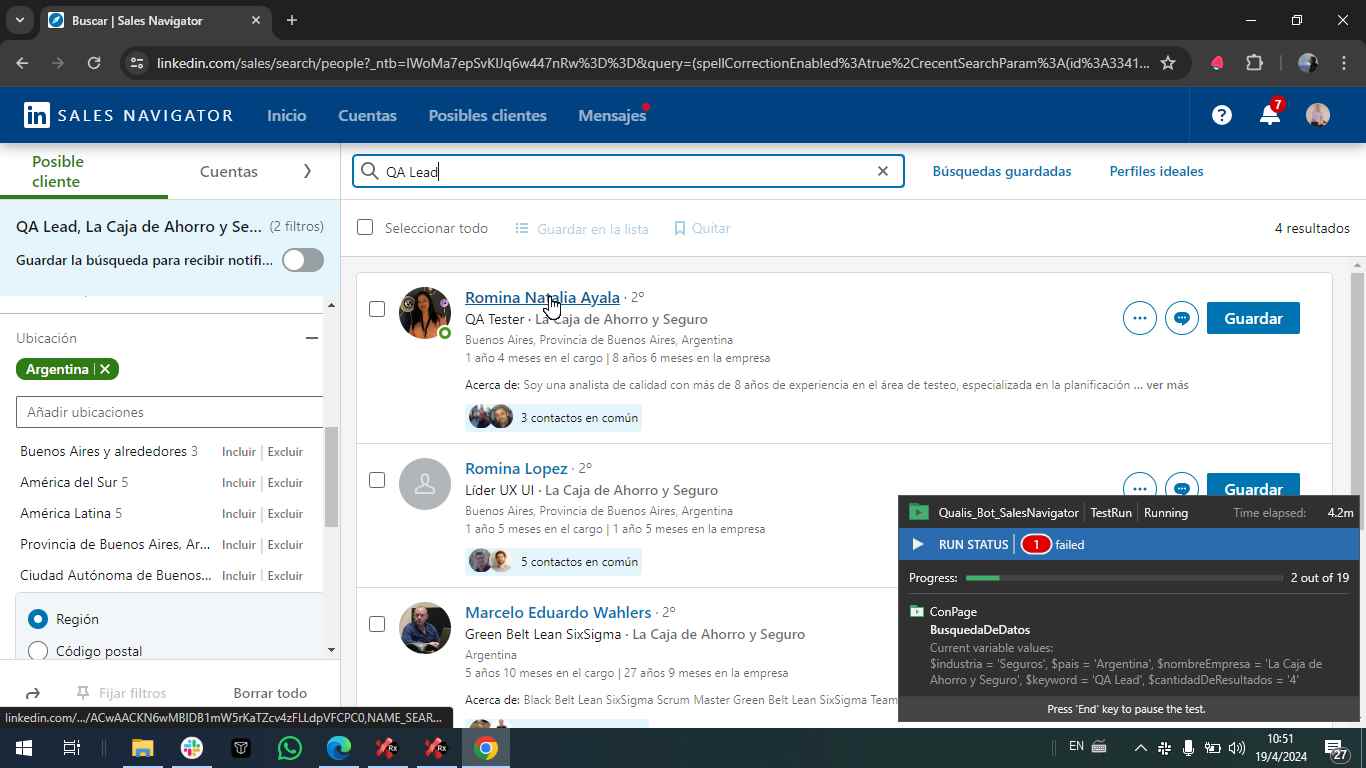 Buscar | Sales Navigator
linkedin.com/sales/search/people?_ntb=IWoMa7epSvKIJq6w447nRw%3D%3D&query=(spellCorrectionEnabled%3Atrue%2CrecentSearchParam%3A(id%3A3341...
in SALES NAVIGATOR
Inicio
Cuentas
Posibles clientes
Mensajes
7
Posible
cliente
Cuentas
QA Lead
Búsquedas guardadas
Perfiles ideales
QA Lead, La Caja de Ahorro y Se... (2 filtros)
Guardar la búsqueda para recibir notifi...
Seleccionar todo
Guardar en la lista
Quitar
4 resultados
Ubicación
Argentina
Añadir ubicaciones
Buenos Aires y alrededores 3 Incluir Excluir
América del Sur 5 Incluir Excluir
América Latina 5 Incluir Excluir
Provincia de Buenos Aires, Ar... Incluir Excluir
Ciudad Autónoma de Buenos... Incluir Excluir
Región
Código postal
Fijar filtros
Borrar todo
Romina Natalia Ayala · 2º
QA Tester · La Caja de Ahorro y Seguro
Buenos Aires, Provincia de Buenos Aires, Argentina
1 año 4 meses en el cargo | 8 años 6 meses en la empresa
Acerca de: Soy una analista de calidad con más de 8 años de experiencia en el área de testeo, especializada en la planificación ... ver más
3 contactos en común
Guardar
Romina Lopez · 2º
Líder UX UI · La Caja de Ahorro y Seguro
Buenos Aires, Provincia de Buenos Aires, Argentina
1 año 5 meses en el cargo | 1 año 5 meses en la empresa
5 contactos en común
Guardar
Marcelo Eduardo Wahlers · 2º
Green Belt Lean SixSigma · La Caja de Ahorro y Seguro
Argentina
5 años 10 meses en el cargo | 27 años 9 meses en la empresa
Acerca de: Black Belt Lean SixSigma Scrum Master Green Belt Lean SixSigma Team
Qualis_Bot_SalesNavigator TestRun Running Time elapsed: 4.2m
RUN STATUS 1 failed
Progress: 2 out of 19
ConPage
BusquedaDeDatos
Current variable values:
$industria = 'Seguros', $pais = 'Argentina', $nombreEmpresa = 'La Caja de
Ahorro y Seguro', $keyword = 'QA Lead', $cantidadDeResultados = '4'
Press 'End' key to pause the test.
linkedin.com/.../ACwAACKN6wMBIDB1mW5rKaTZcv4zFLLdpVFCPC0,NAME_SEAR...
Rx
Rx
EN
10:51
19/4/2024
27